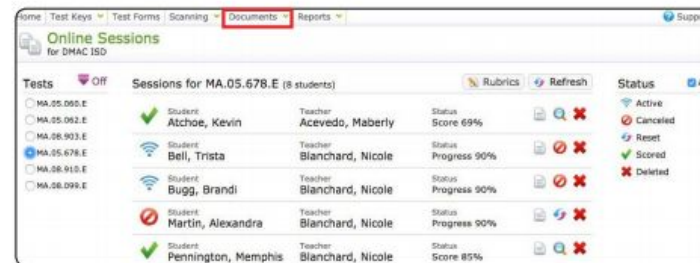 Home Test Keys Test Forms Scanning Documents Reports Suppo
Online Sessions
for DMAC ISD
Tests Off
MA.05.060.E
MA.05.062.E
MA.08.903.E
MA.05.678.E
MA.08.910.E
MA.08.099.E
Sessions for MA.05.678.E (8 students) Rubrics Refresh
Student Teacher Status
Atchoe, Kevin Acevedo, Maberly Score 69%
Student Teacher Status
Bell, Trista Blanchard, Nicole Progress 90%
Student Teacher Status
Bugg, Brandi Blanchard, Nicole Progress 90%
Student Teacher Status
Martin, Alexandra Blanchard, Nicole Progress 90%
Student Teacher Status
Pennington, Memphis Blanchard, Nicole Score 85%
Status
Active
Canceled
Reset
Scored
Deleted